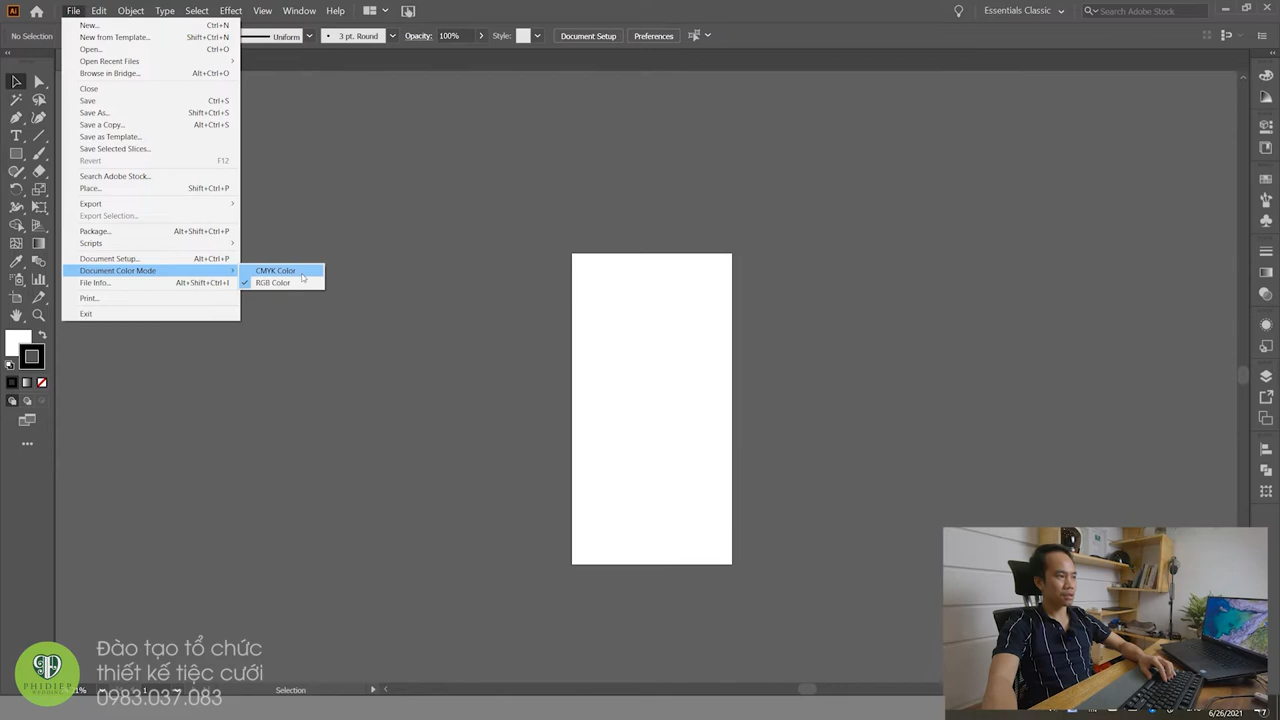 File Edit Object Type Select Effect View Window Help
Essentials Classic
Search Adobe Stock
No Selection
Uniform
3 pt. Round
Opacity: 100%
Style:
Document Setup
Preferences
New... Ctrl+N
New from Template... Shift+Ctrl+N
Open... Ctrl+O
Open Recent Files
Browse in Bridge... Alt+Ctrl+O
Close
Save Ctrl+S
Save As... Shift+Ctrl+S
Save a Copy... Alt+Ctrl+S
Save as Template...
Save Selected Slices...
Revert F12
Search Adobe Stock...
Place... Shift+Ctrl+P
Export
Export Selection...
Package... Alt+Shift+Ctrl+P
Scripts
Document Setup... Alt+Ctrl+P
Document Color Mode
CMYK Color
RGB Color
File Info... Alt+Shift+Ctrl+I
Print...
Exit
Đào tạo tổ chức
thiết kế tiệc cưới
0983.037.083
PHIDIEP
WEDDING
1
Selection
6/26/2021